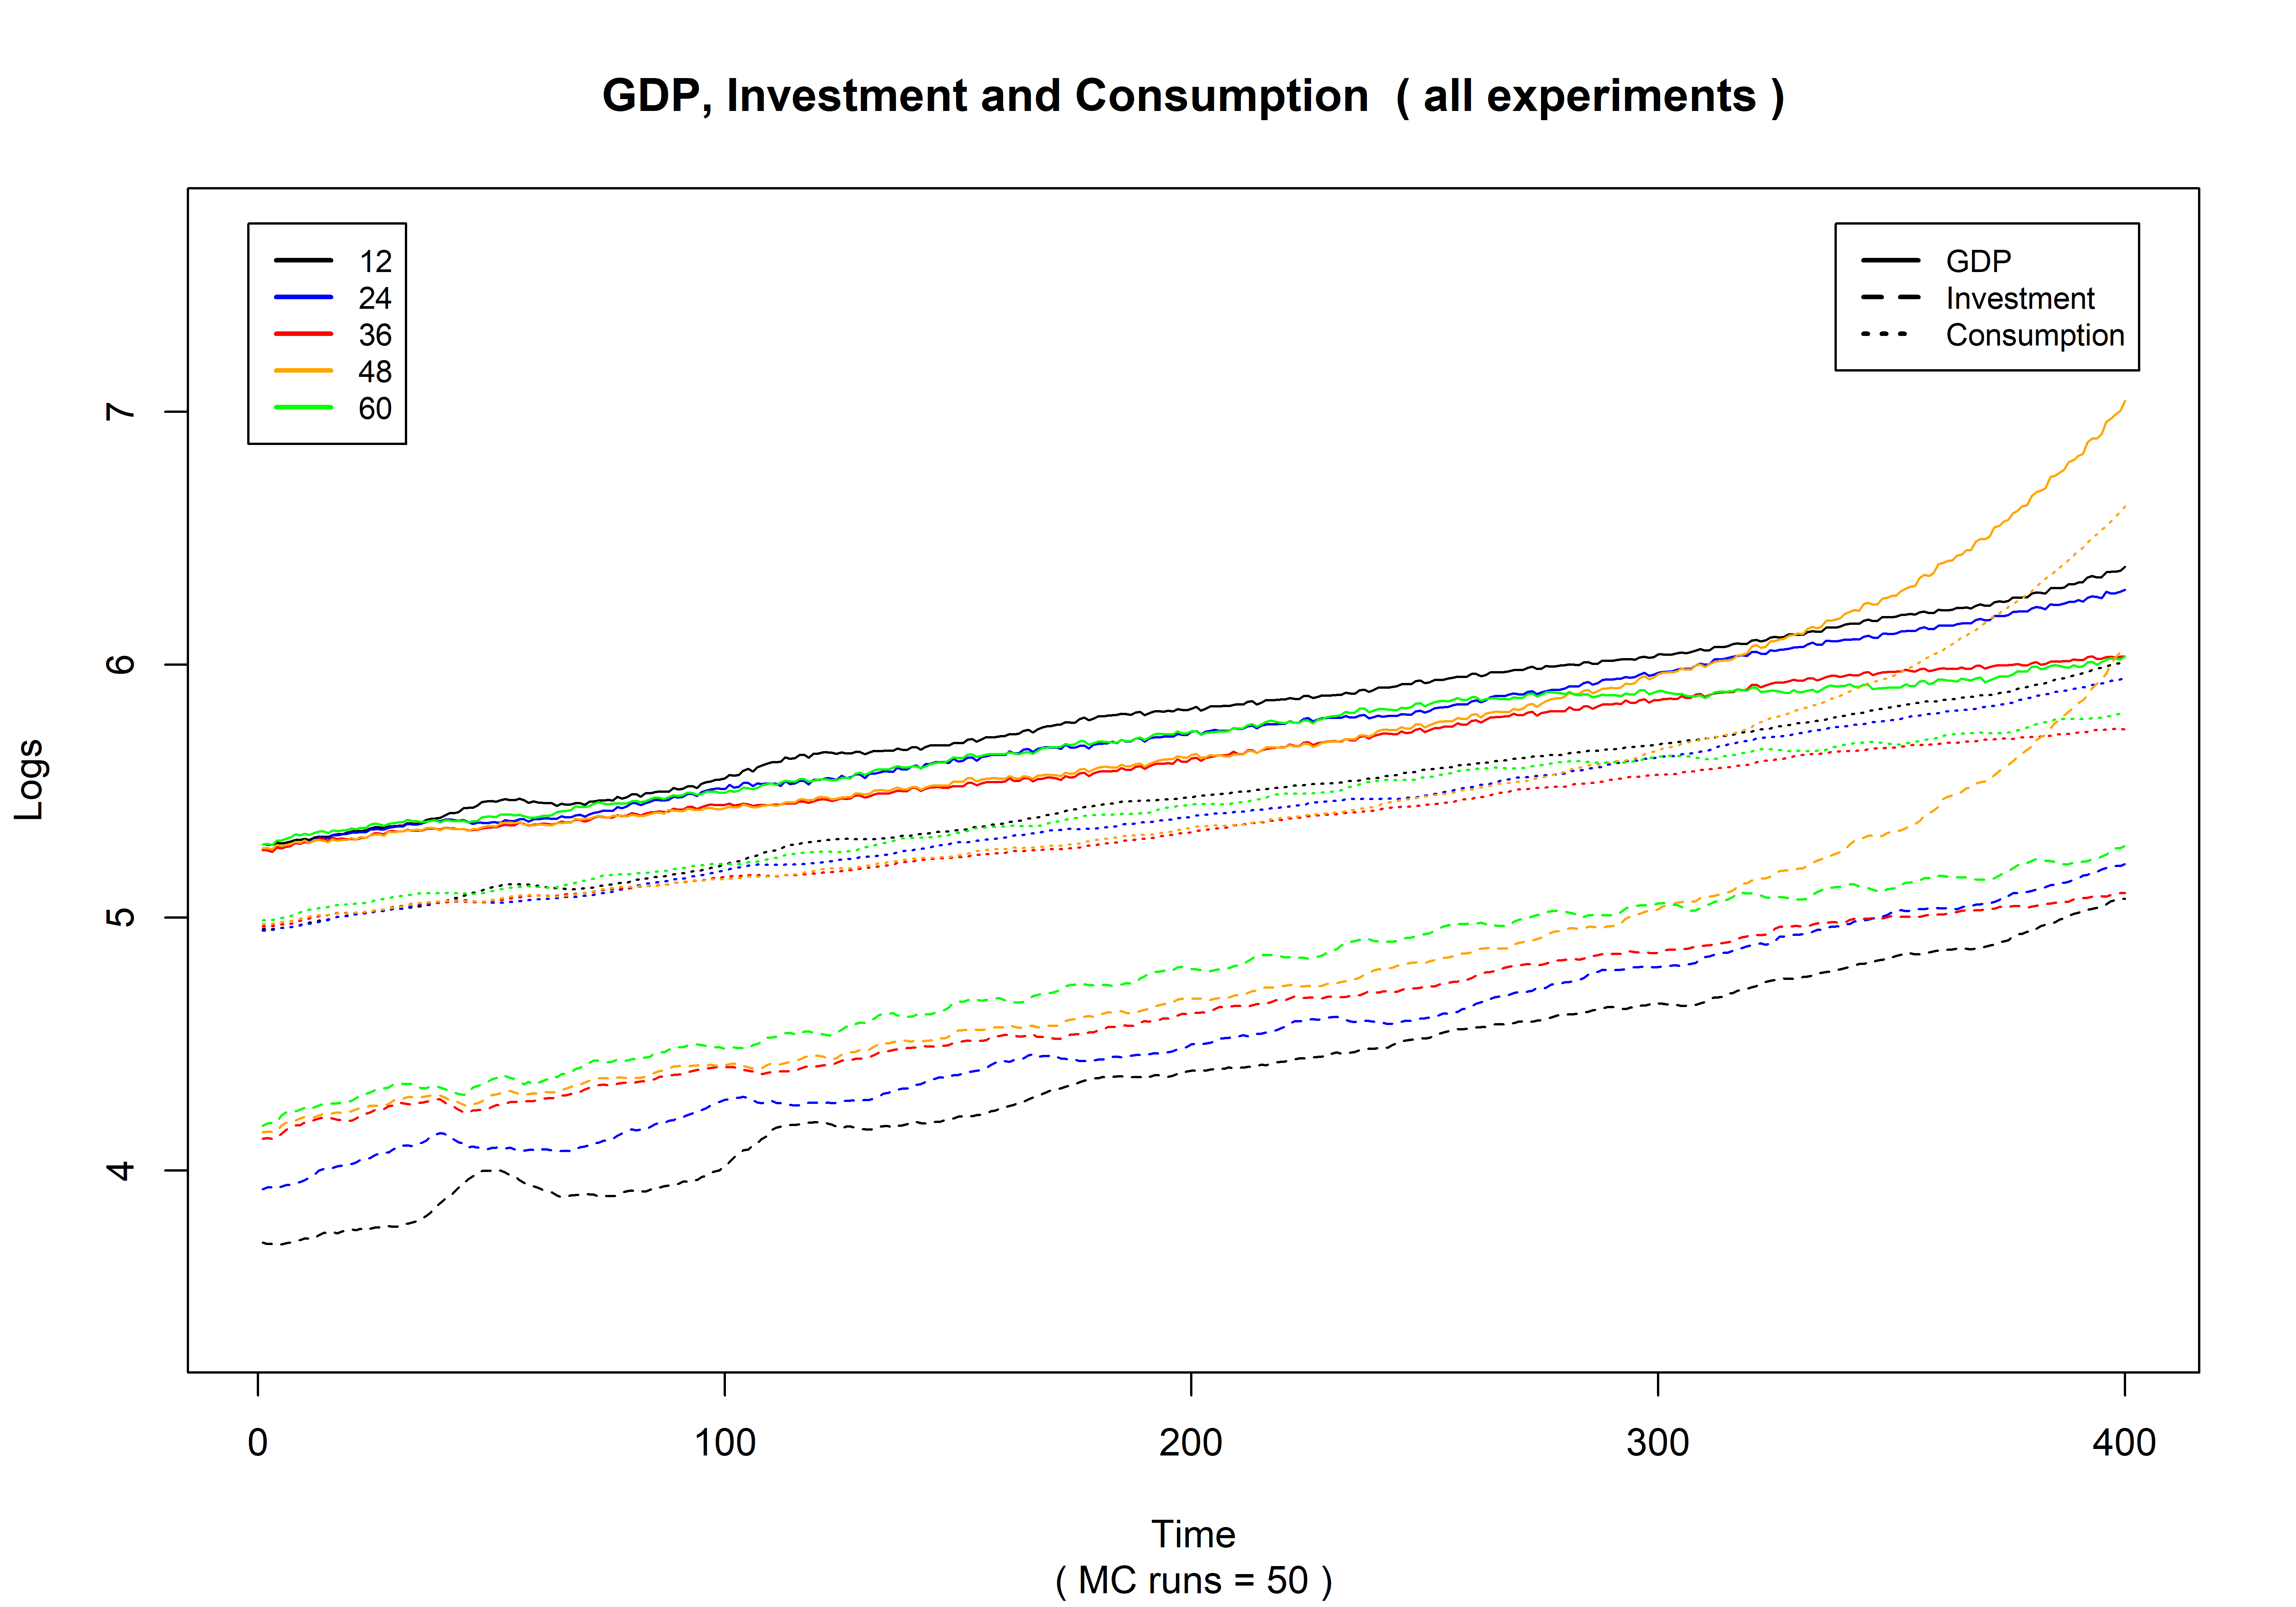 GDP, Investment and Consumption ( all experiments )
12
24
36
48
60
GDP
Investment
Consumption
Logs
7
6
5
4
0 100 200 300 400
Time
( MC runs = 50 )